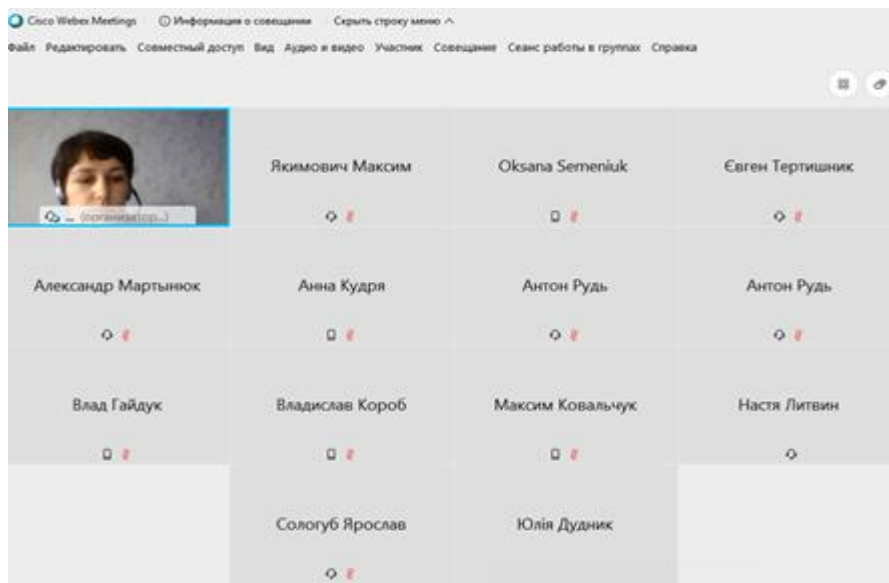 Cisco Webex Meetings Информация о совещании Скрыть строку меню
Файл Редактировать Совместный доступ Вид Аудио и видео Участник Совещание Сеанс работы в группах Справка
... (организатор...)
Якимович Максим
Oksana Semeniuk
Євген Тертишник
Александр Мартынюк
Анна Кудря
Антон Рудь
Антон Рудь
Влад Гайдук
Владислав Короб
Максим Ковальчук
Настя Литвин
Сологуб Ярослав
Юлія Дудник